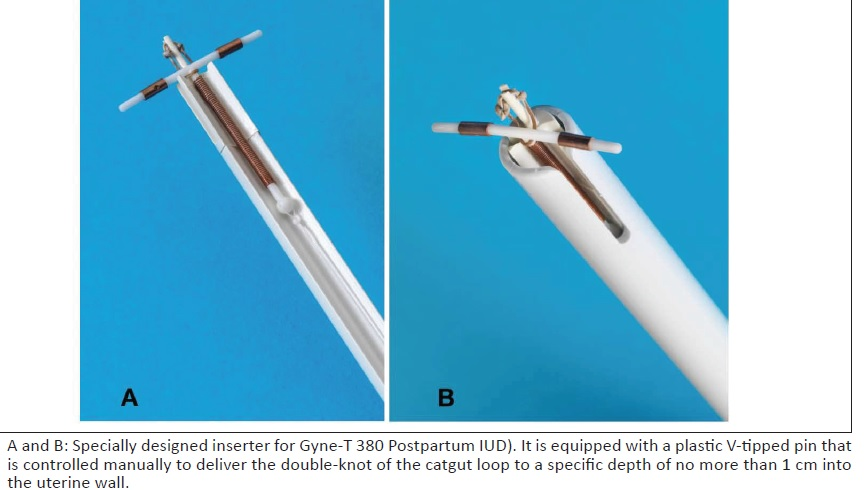 A
B
A and B: Specially designed inserter for Gyne-T 380 Postpartum IUD). It is equipped with a plastic V-tipped pin that
is controlled manually to deliver the double-knot of the catgut loop to a specific depth of no more than 1 cm into
the uterine wall.